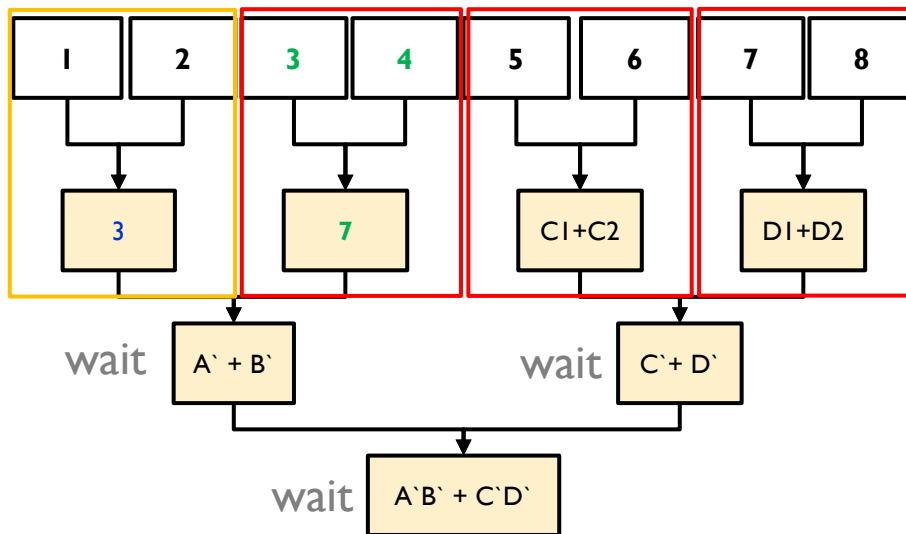 1 2 3 4 5 6 7 8
3 7 C1+C2 D1+D2
wait A` + B` wait C`+ D`
wait A`B` + C`D`